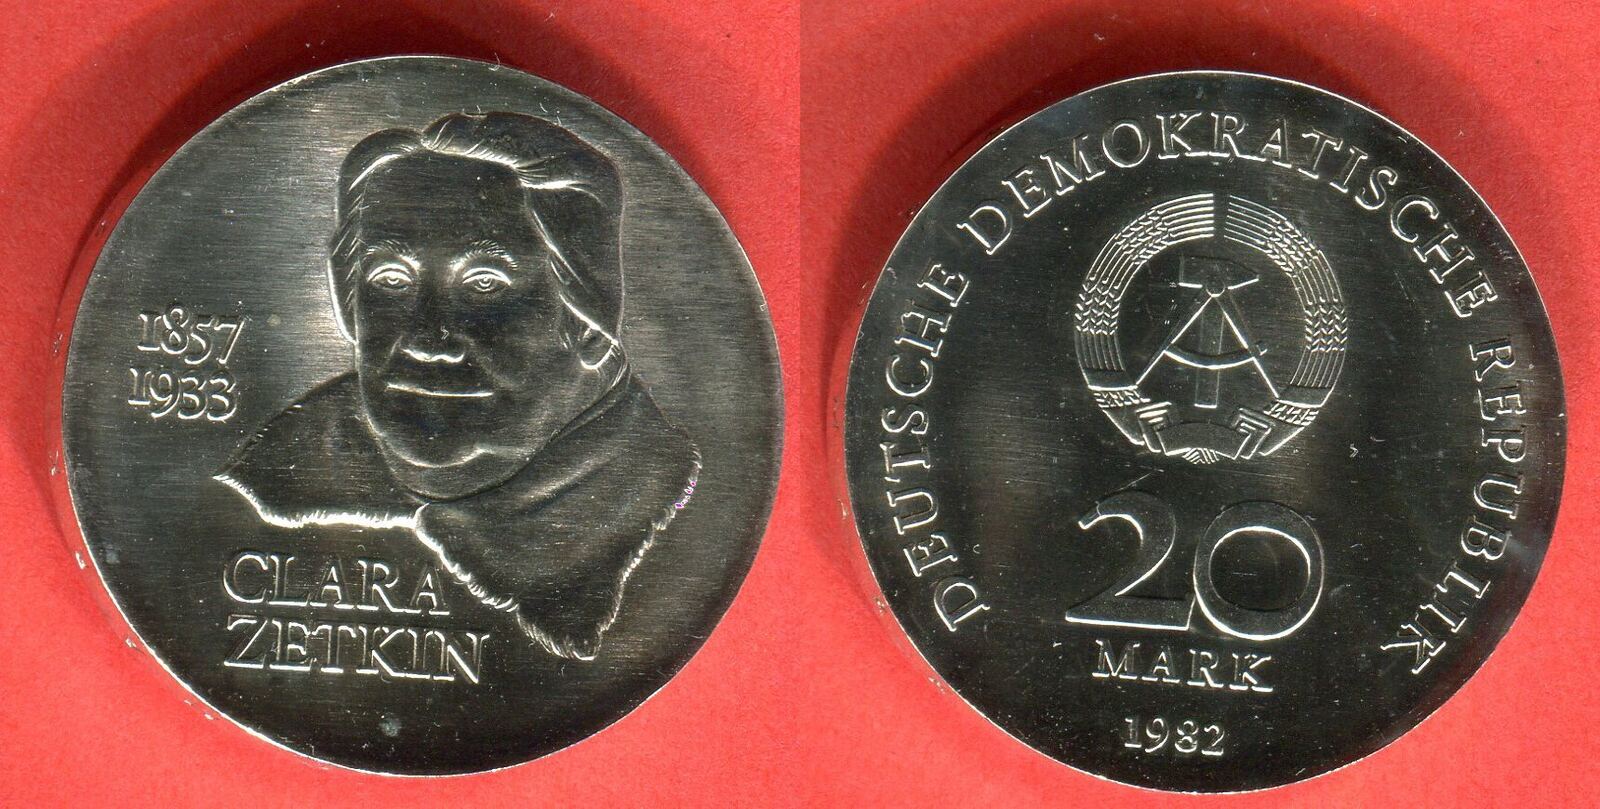 1857
1933
CLARA
ZETKIN
DEUTSCHE DEMOKRATISCHE REPUBLIK
20
MARK
1982